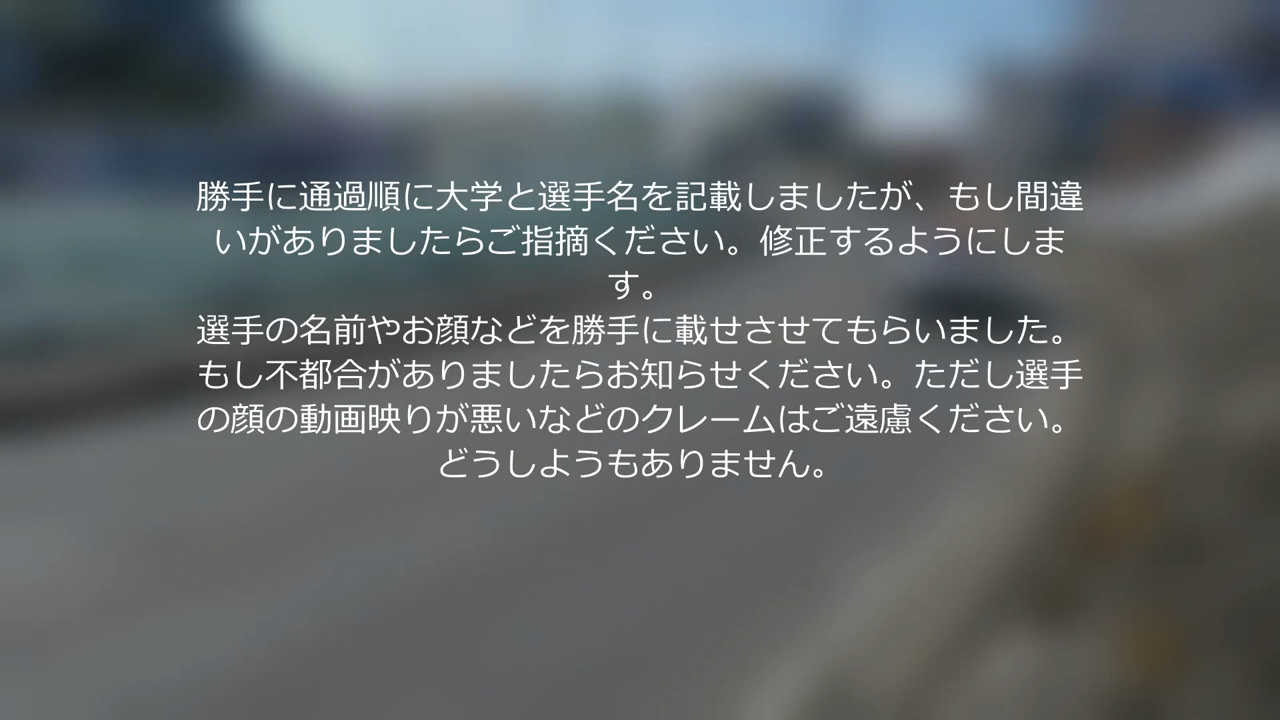 勝手に通過順に大学と選手名を記載しましたが、もし間違
いがありましたらご指摘ください。修正するようにしま
す。
選手の名前やお顔などを勝手に載せさせてもらいました。
もし不都合がありましたらお知らせください。ただし選手
の顔の動画映りが悪いなどのクレームはご遠慮ください。
どうしようもありません。